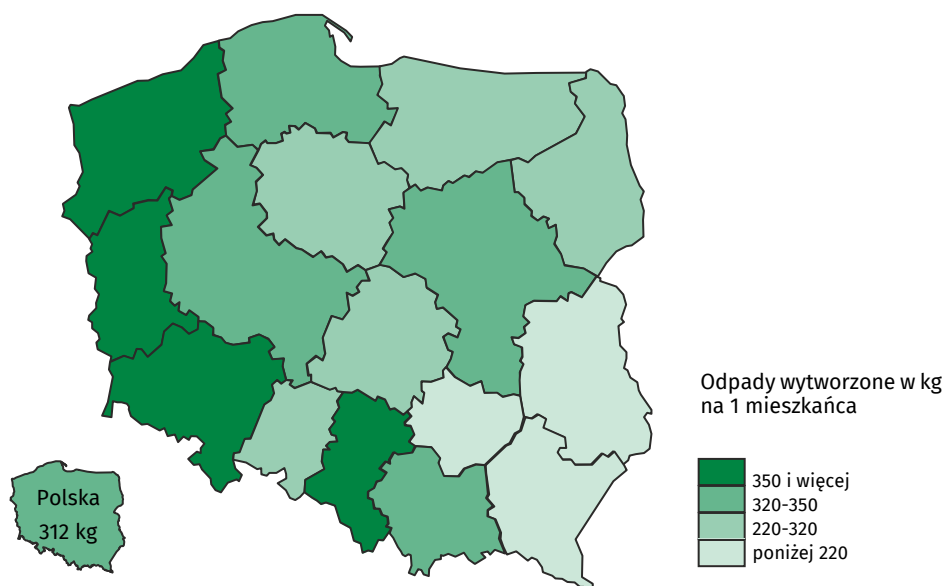 Odpady wytworzone w kg
na 1 mieszkańca
350 i więcej
320-350
220-320
poniżej 220
Polska
312 kg